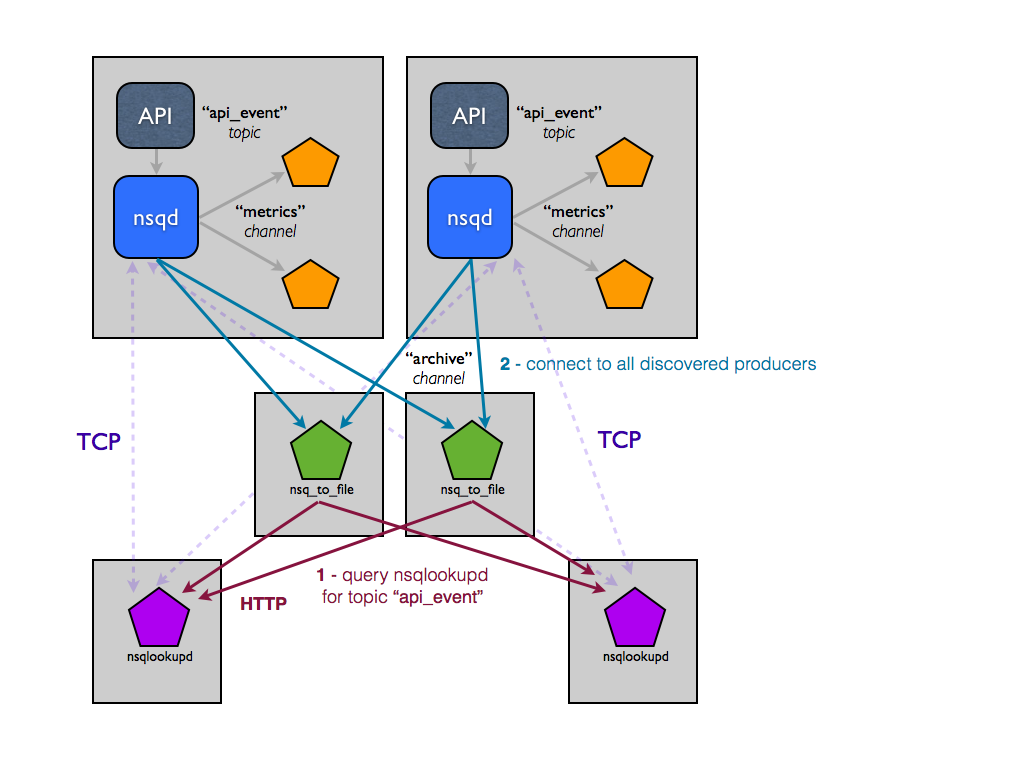 API
“api_event”
topic
nsqd
“metrics”
channel
API
“api_event”
topic
nsqd
“metrics”
channel
“archive”
channel
2 - connect to all discovered producers
TCP
TCP
nsq_to_file
nsq_to_file
1 - query nsqlookupd
for topic “api_event”
HTTP
nsqlookupd
nsqlookupd